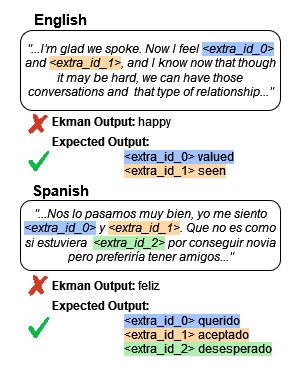 English
"...I'm glad we spoke. Now I feel <extra_id_0>
and <extra_id_1>, and I know now that though
it may be hard, we can have those
conversations and that type of relationship..."
Ekman Output: happy
Expected Output:
<extra_id_0> valued
<extra_id_1> seen
Spanish
"...Nos lo pasamos muy bien, yo me siento
<extra_id_0> y <extra_id_1>. Que no es como
si estuviera <extra_id_2> por conseguir novia
pero preferiría tener amigos..."
Ekman Output: feliz
Expected Output:
<extra_id_0> querido
<extra_id_1> aceptado
<extra_id_2> desesperado